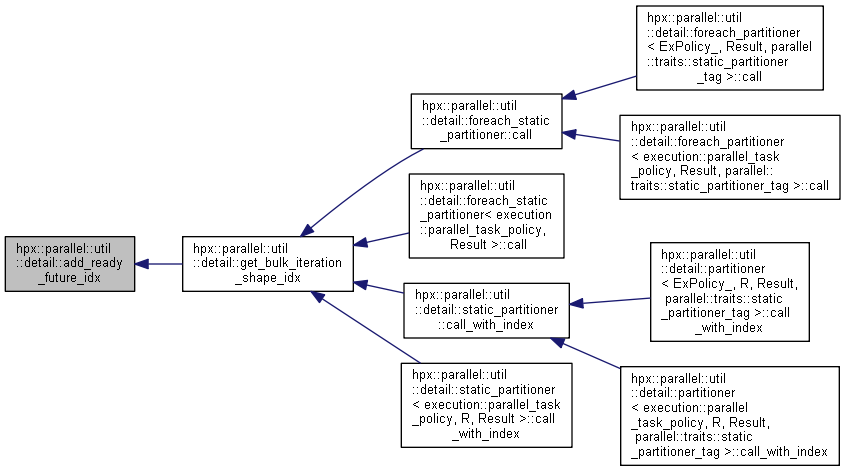 hpx::parallel::util
::detail::add_ready
_future_idx
hpx::parallel::util
::detail::get_bulk_iteration
_shape_idx
hpx::parallel::util
::detail::foreach_static
_partitioner::call
hpx::parallel::util
::detail::foreach_partitioner
< ExPolicy_, Result, parallel
::traits::static_partitioner
_tag >::call
hpx::parallel::util
::detail::foreach_partitioner
< execution::parallel_task
_policy, Result, parallel::
traits::static_partitioner_tag >::call
hpx::parallel::util
::detail::foreach_static
_partitioner< execution
::parallel_task_policy,
Result >::call
hpx::parallel::util
::detail::static_partitioner
::call_with_index
hpx::parallel::util
::detail::partitioner
< ExPolicy_, R, Result,
parallel::traits::static
_partitioner_tag >::call
_with_index
hpx::parallel::util
::detail::partitioner
< execution::parallel
_task_policy, R, Result,
parallel::traits::static
_partitioner_tag >::call_with_index
hpx::parallel::util
::detail::static_partitioner
< execution::parallel_task
_policy, R, Result >::call
_with_index